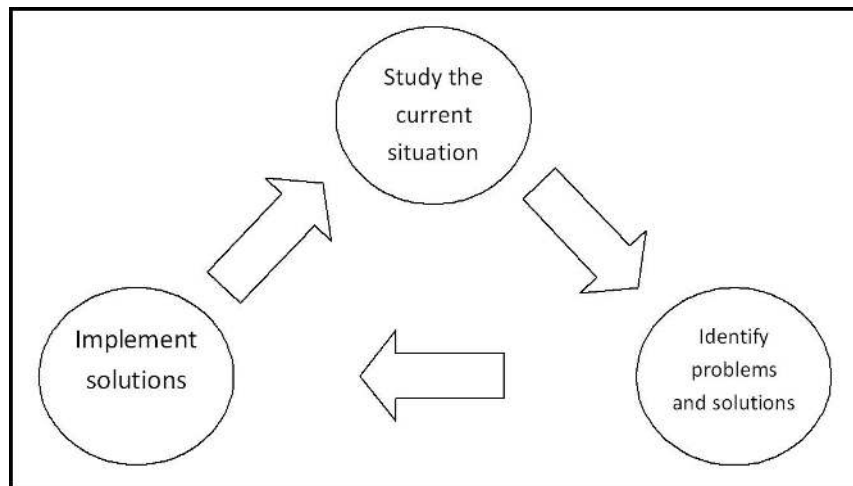 Study the
current
situation
Identify
problems
and solutions
Implement
solutions